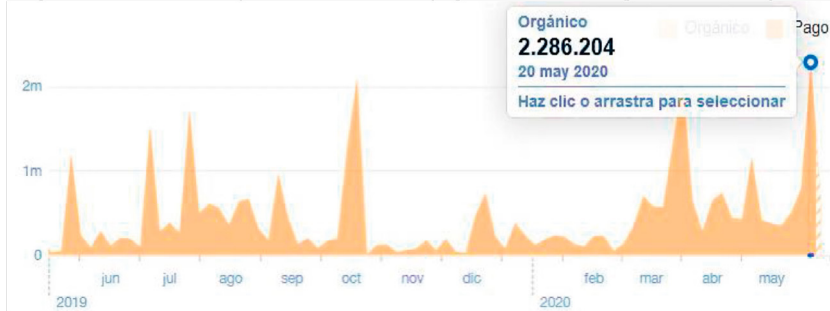 Orgánico
2.286.204
20 may 2020
Haz clic o arrastra para seleccionar
Orgánico Pago
2m
1m
0
jun jul ago sep oct nov dic feb mar abr may
2019 2020